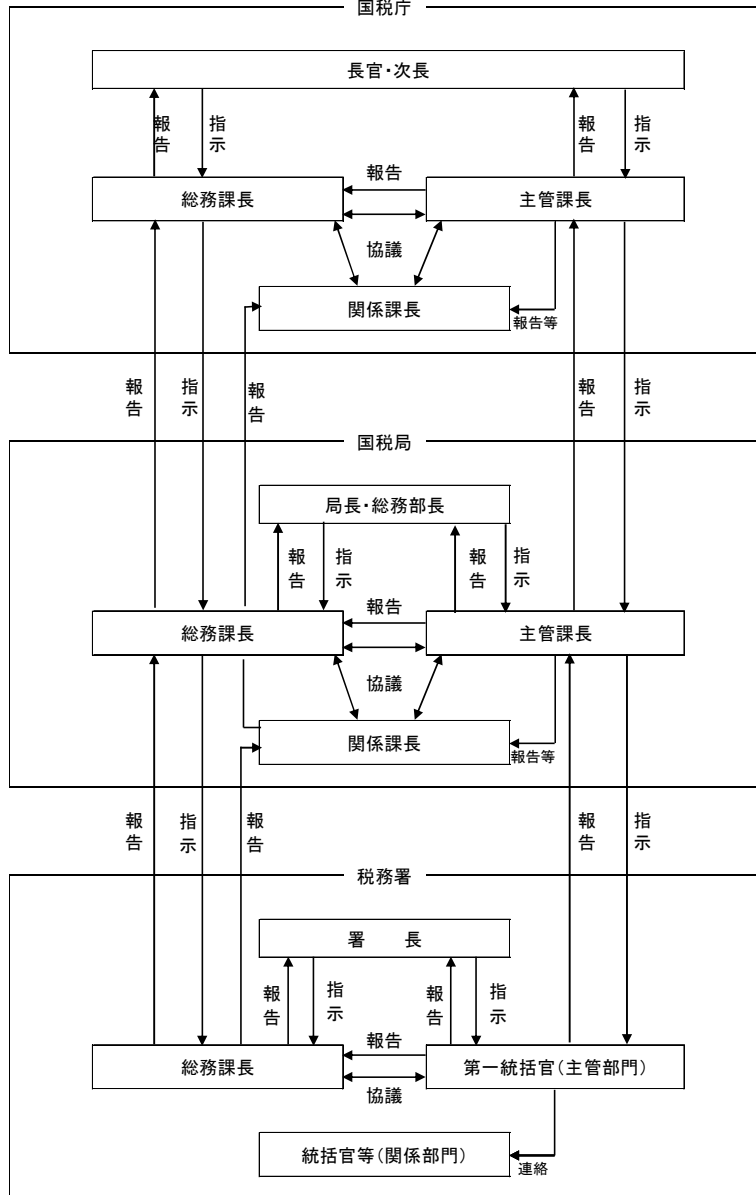 国税庁
長官・次長
報告
指示
報告
指示
総務課長
報告
主管課長
協議
関係課長
報告等
報告
指示
報告
報告
指示
国税局
局長・総務部長
報告
指示
報告
指示
総務課長
報告
主管課長
協議
関係課長
報告等
報告
指示
報告
報告
指示
税務署
署　　長
報告
指示
報告
指示
総務課長
報告
協議
第一統括官（主管部門）
統括官等（関係部門）
連絡